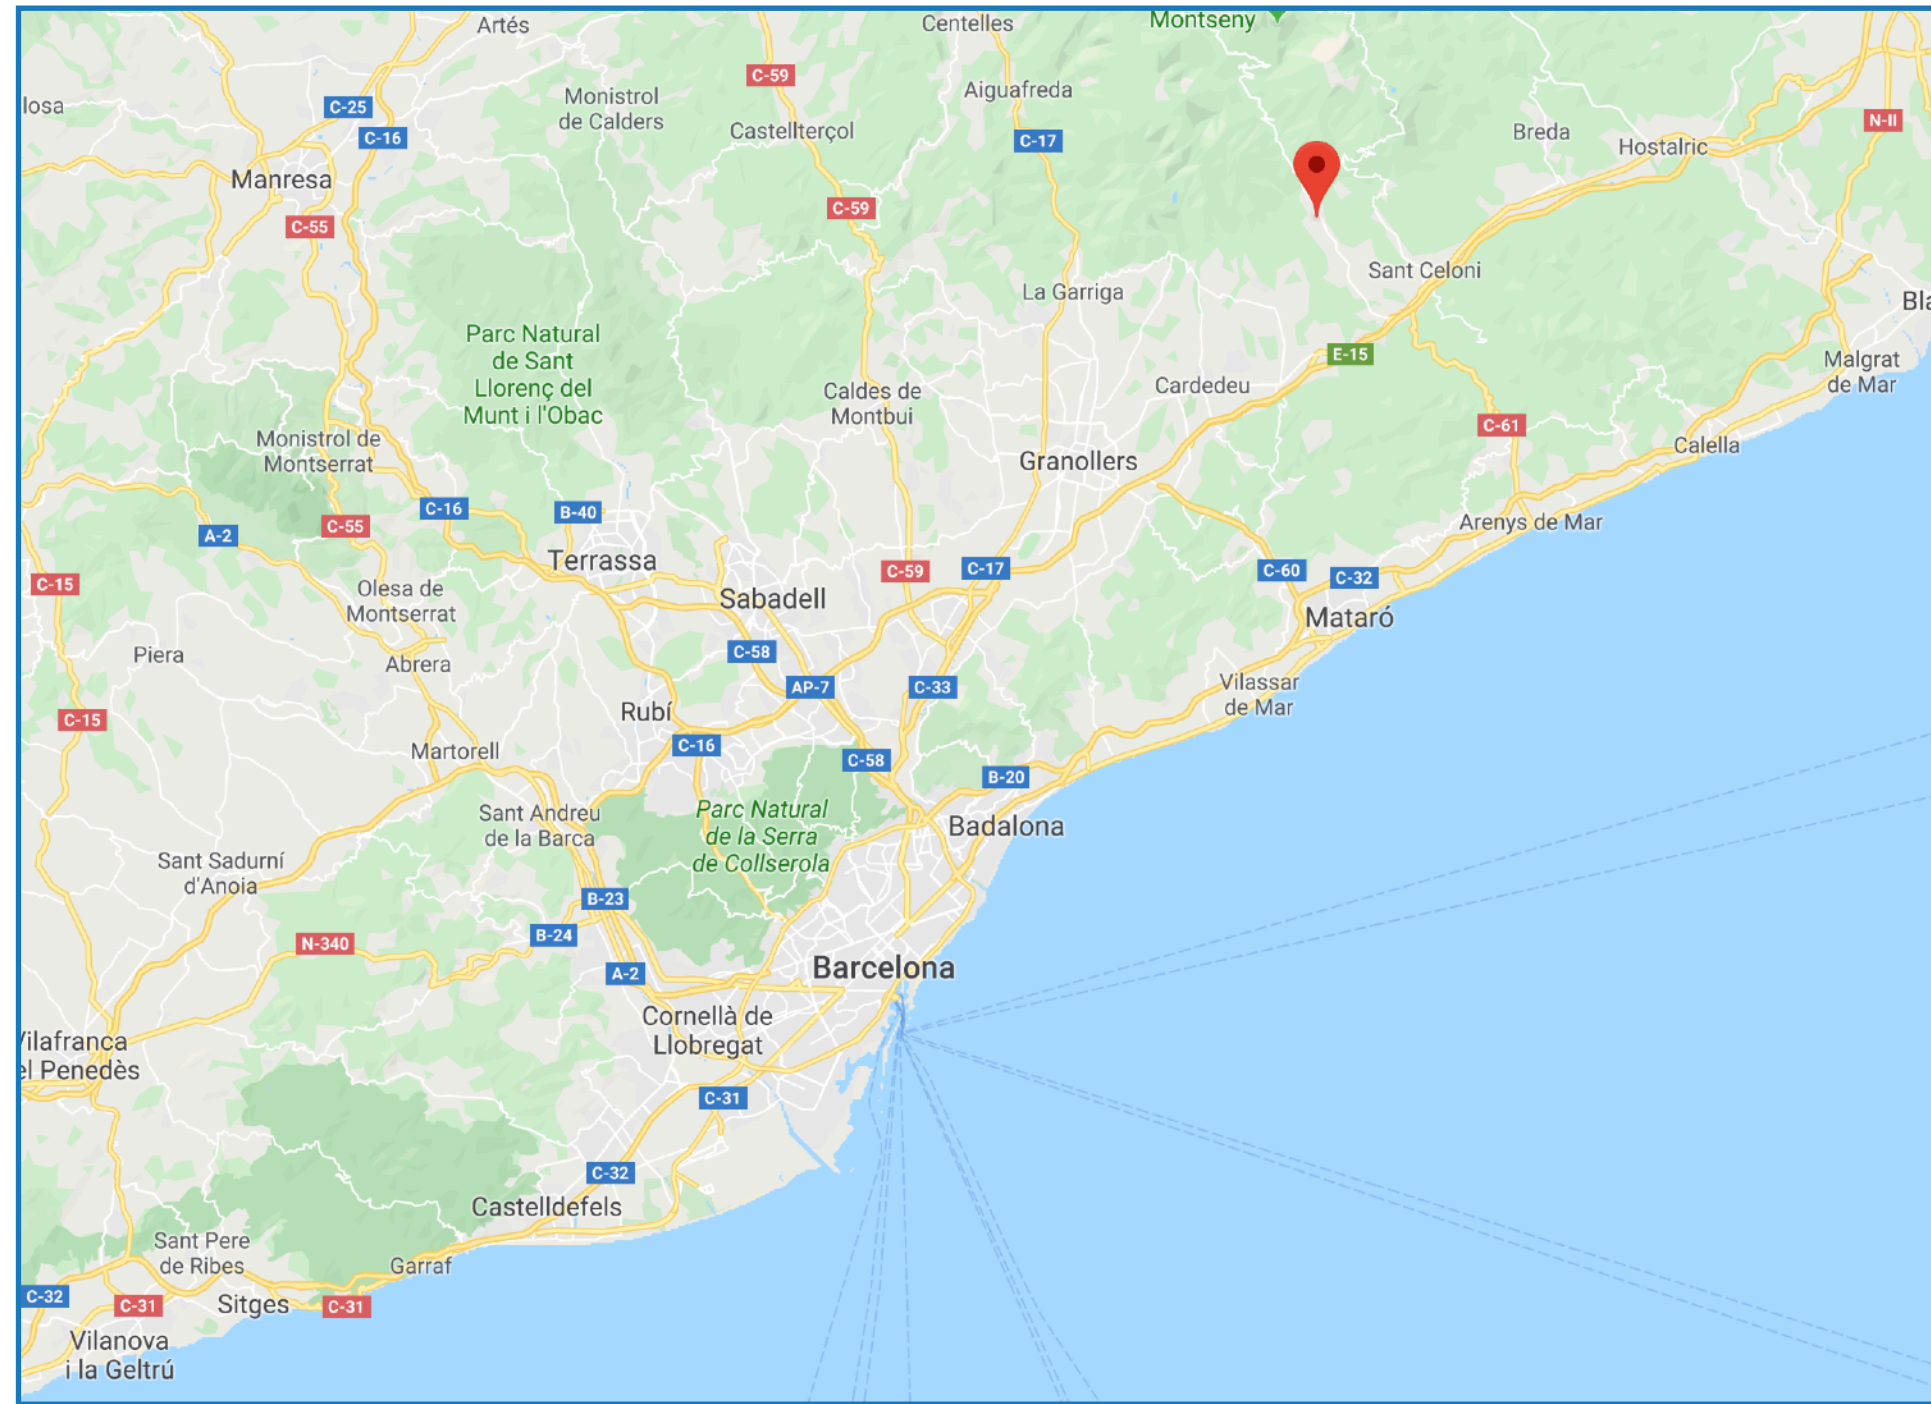 Artés
Centelles
Montseny
C-59
Aiguafreda
losa
C-25
Monistrol
de Calders
C-16
Castellterçol
C-17
Breda
N-II
Hostalric
Manresa
C-59
C-55
Sant Celoni
La Garriga
Bla
Parc Natural
de Sant
Llorenç del
Munt i l'Obac
E-15
Malgrat
de Mar
Caldes de
Montbui
Cardedeu
C-61
Calella
Monistrol de
Montserrat
Granollers
C-16
B-40
C-55
A-2
Arenys de Mar
Terrassa
C-59
C-17
C-60
C-32
C-15
Olesa de
Montserrat
Sabadell
Mataró
Piera
Abrera
C-58
AP-7
C-33
Vilassar
de Mar
C-15
Rubí
C-16
Martorell
C-58
B-20
Sant Andreu
de la Barca
Parc Natural
de la Serra
de Collserola
Badalona
Sant Sadurní
d'Anoia
B-23
B-24
N-340
A-2
Barcelona
Cornellà de
Llobregat
Vilafranca
el Penedès
C-31
C-32
Castelldefels
Sant Pere
de Ribes
Garraf
C-32
C-31
Sitges
C-31
Vilanova
i la Geltrú